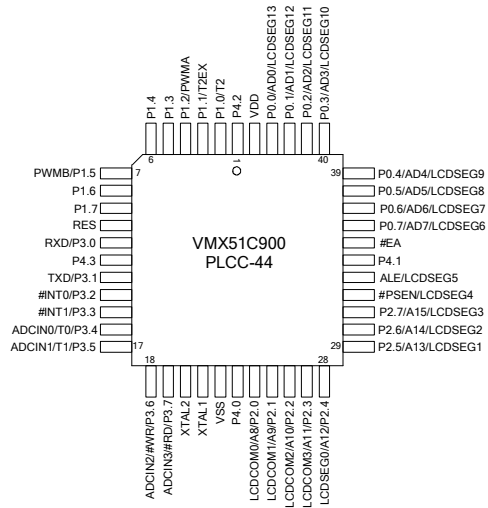 P1.4
P1.3
P1.2/PWMA
P1.1/T2EX
P1.0/T2
P4.2
VDD
P0.0/AD0/LCDSEG13
P0.1/AD1/LCDSEG12
P0.2/AD2/LCDSEG11
P0.3/AD3/LCDSEG10
6
1
40
PWMB/P1.5
P1.6
P1.7
RES
RXD/P3.0
P4.3
TXD/P3.1
#INT0/P3.2
#INT1/P3.3
ADCIN0/T0/P3.4
ADCIN1/T1/P3.5
7
17
VMX51C900
PLCC-44
39
29
P0.4/AD4/LCDSEG9
P0.5/AD5/LCDSEG8
P0.6/AD6/LCDSEG7
P0.7/AD7/LCDSEG6
#EA
P4.1
ALE/LCDSEG5
#PSEN/LCDSEG4
P2.7/A15/LCDSEG3
P2.6/A14/LCDSEG2
P2.5/A13/LCDSEG1
18
28
ADCIN2/#WR/P3.6
ADCIN3/#RD/P3.7
XTAL2
XTAL1
VSS
P4.0
LCDCOM0/A8/P2.0
LCDCOM1/A9/P2.1
LCDCOM2/A10/P2.2
LCDCOM3/A11/P2.3
LCDSEG0/A12/P2.4